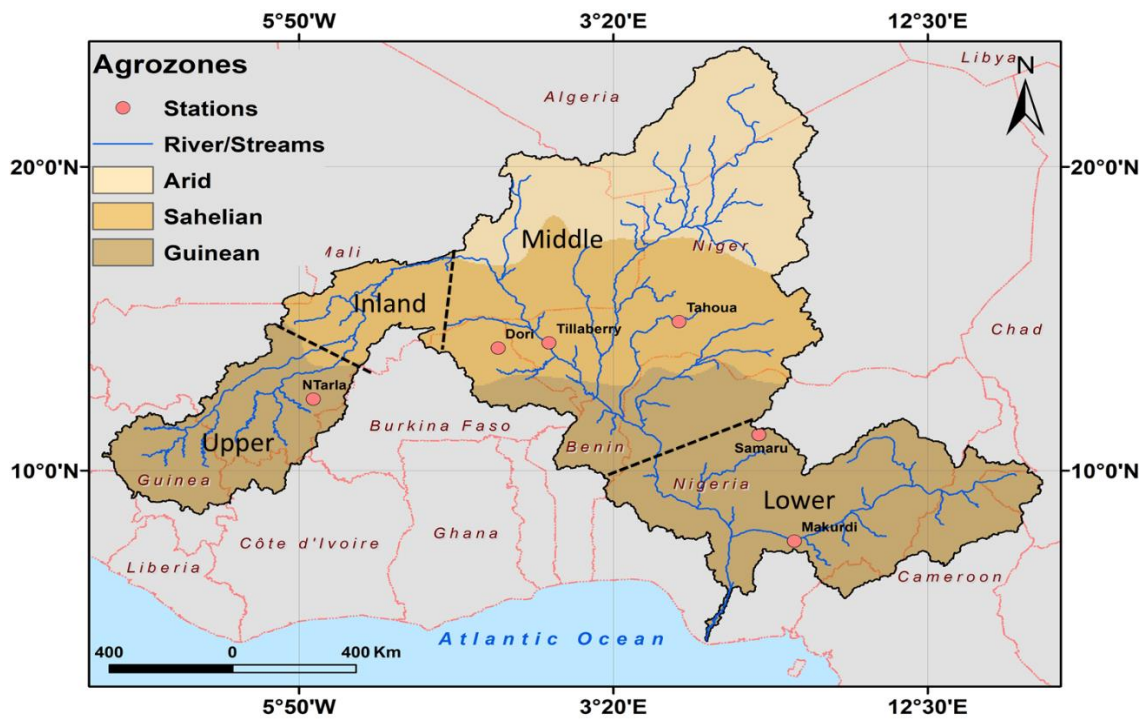 5°50'W 3°20'E 12°30'E
Agrozones
Stations
River/Streams
Arid
Sahelian
Guinean
Libya
N
Algeria
20°0'N 20°0'N
Middle
Niger
Mali
Inland
Tahoua
Tillaberry
Dori
Chad
NTarla
Burkina Faso
Upper
Benin
Samaru
10°0'N 10°0'N
Guinea
Nigeria
Lower
Makurdi
Ghana
Côte d'Ivoire
Liberia
Cameroon
Atlantic Ocean
400 0 400 Km
5°50'W 3°20'E 12°30'E